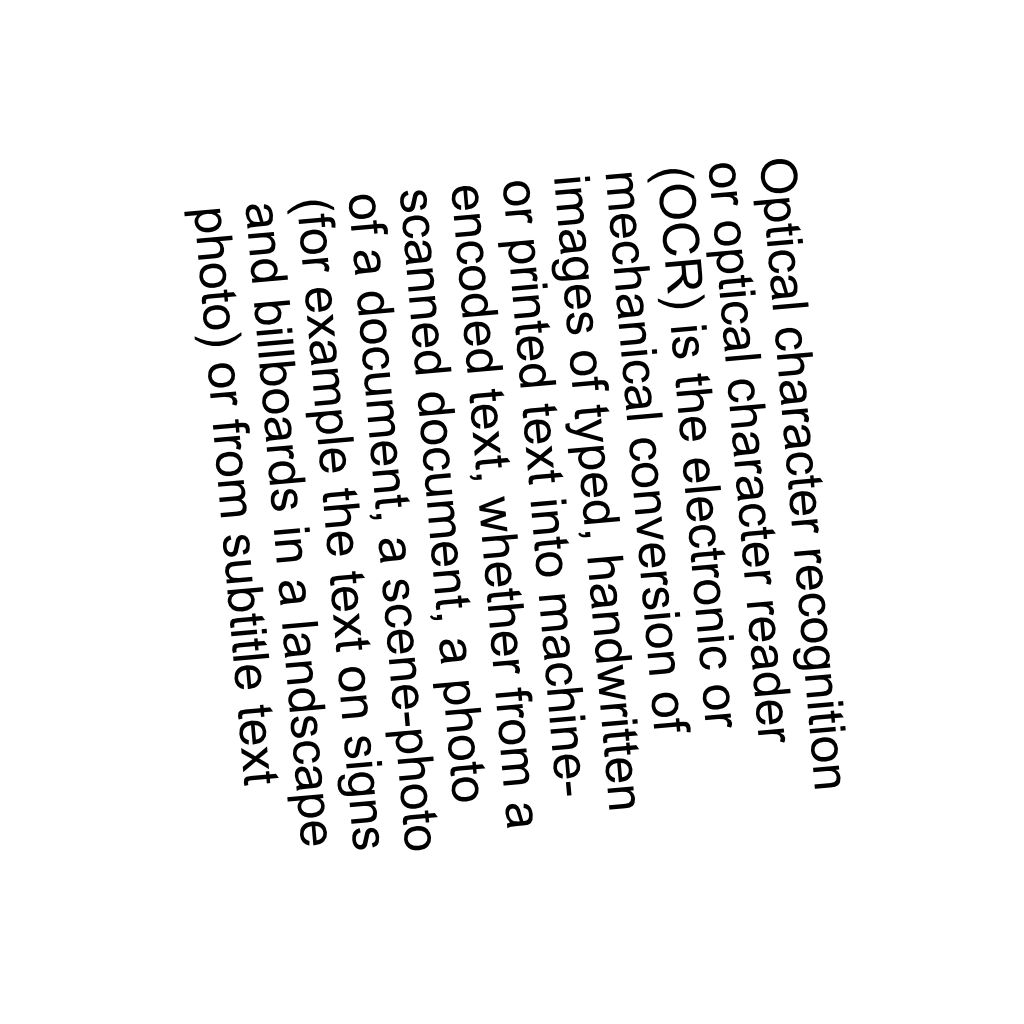 Optical character recognition
or optical character reader
(OCR) is the electronic or
mechanical conversion of
images of typed, handwritten
or printed text into machine-
encoded text, whether from a
scanned document, a photo
of a document, a scene-photo
(for example the text on signs
and billboards in a landscape
photo) or from subtitle text